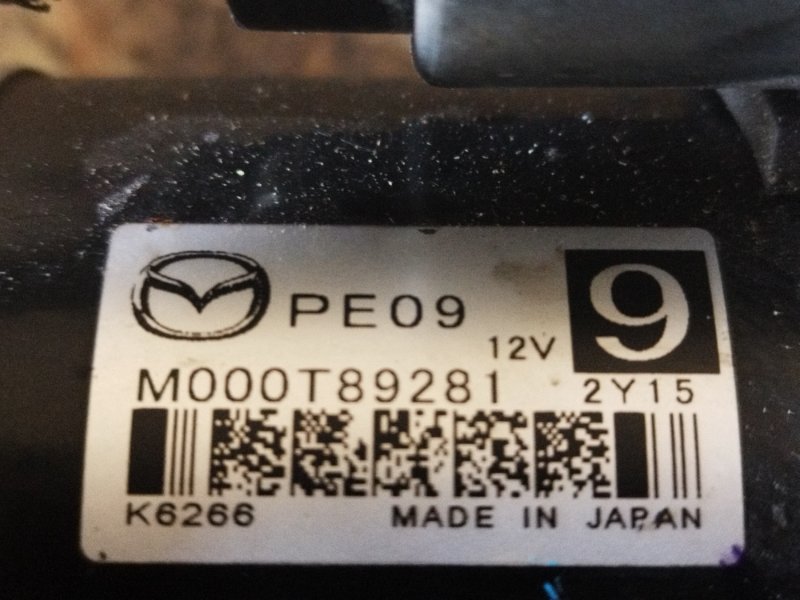 PE09
9
12V
M000T89281
2Y15
K6266
MADE IN JAPAN